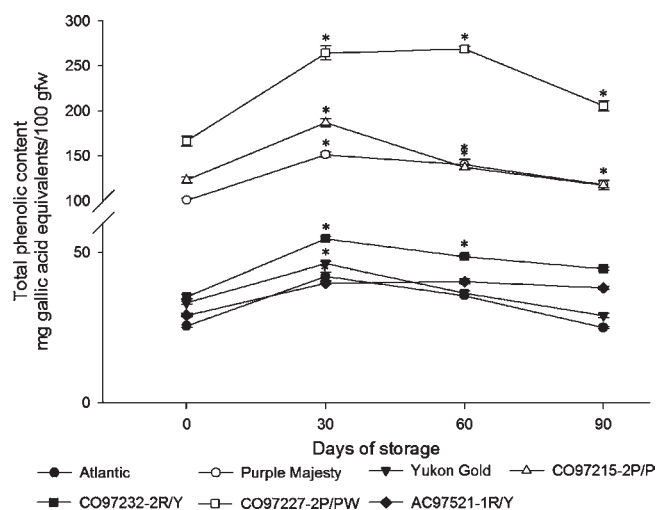 Total phenolic content
mg gallic acid equivalents/100 gfw
300
250
200
150
100
50
0
* * *
*
* *
* *
*
* *
*
*
0 30 60 90
Days of storage
Atlantic Purple Majesty Yukon Gold CO97215-2P/P
CO97232-2R/Y CO97227-2P/PW AC97521-1R/Y